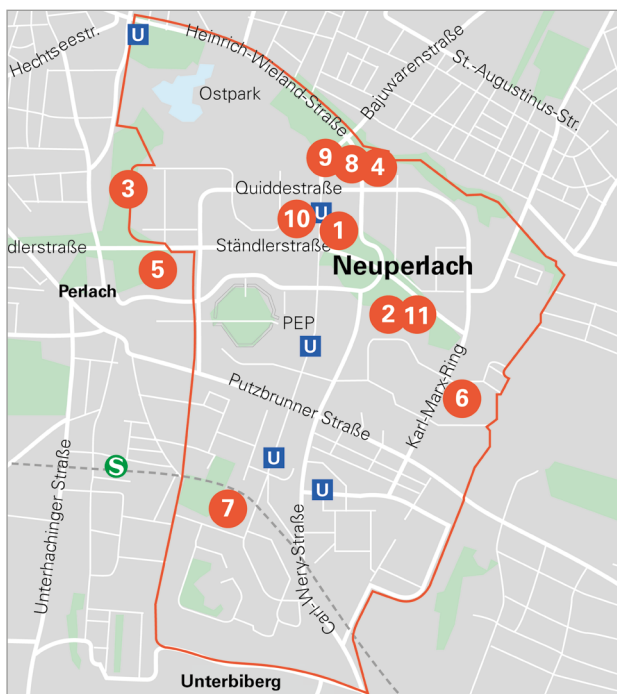 Hechtseestr.
U
Heinrich-Wieland-Straße
Bajuwarenstraße
St.-Augustinus-Str.
Ostpark
9
8
4
3
Quiddestraße
10
U
1
dlerstraße
Ständlerstraße
5
Neuperlach
Perlach
2
11
PEP
U
Karl-Marx-Ring
6
Putzbrunner Straße
Unterhachinger Straße
S
U
U
7
Carl-Wery-Straße
Unterbiberg